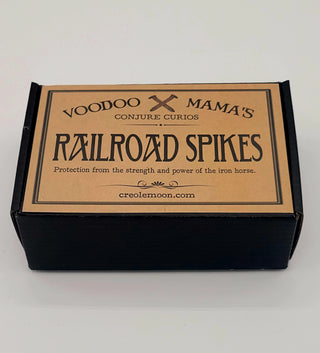 VOODOO MAMA'S
CONJURE CURIOS
RAILROAD SPIKES
Protection from the strength and power of the iron horse.
creolemoon.com